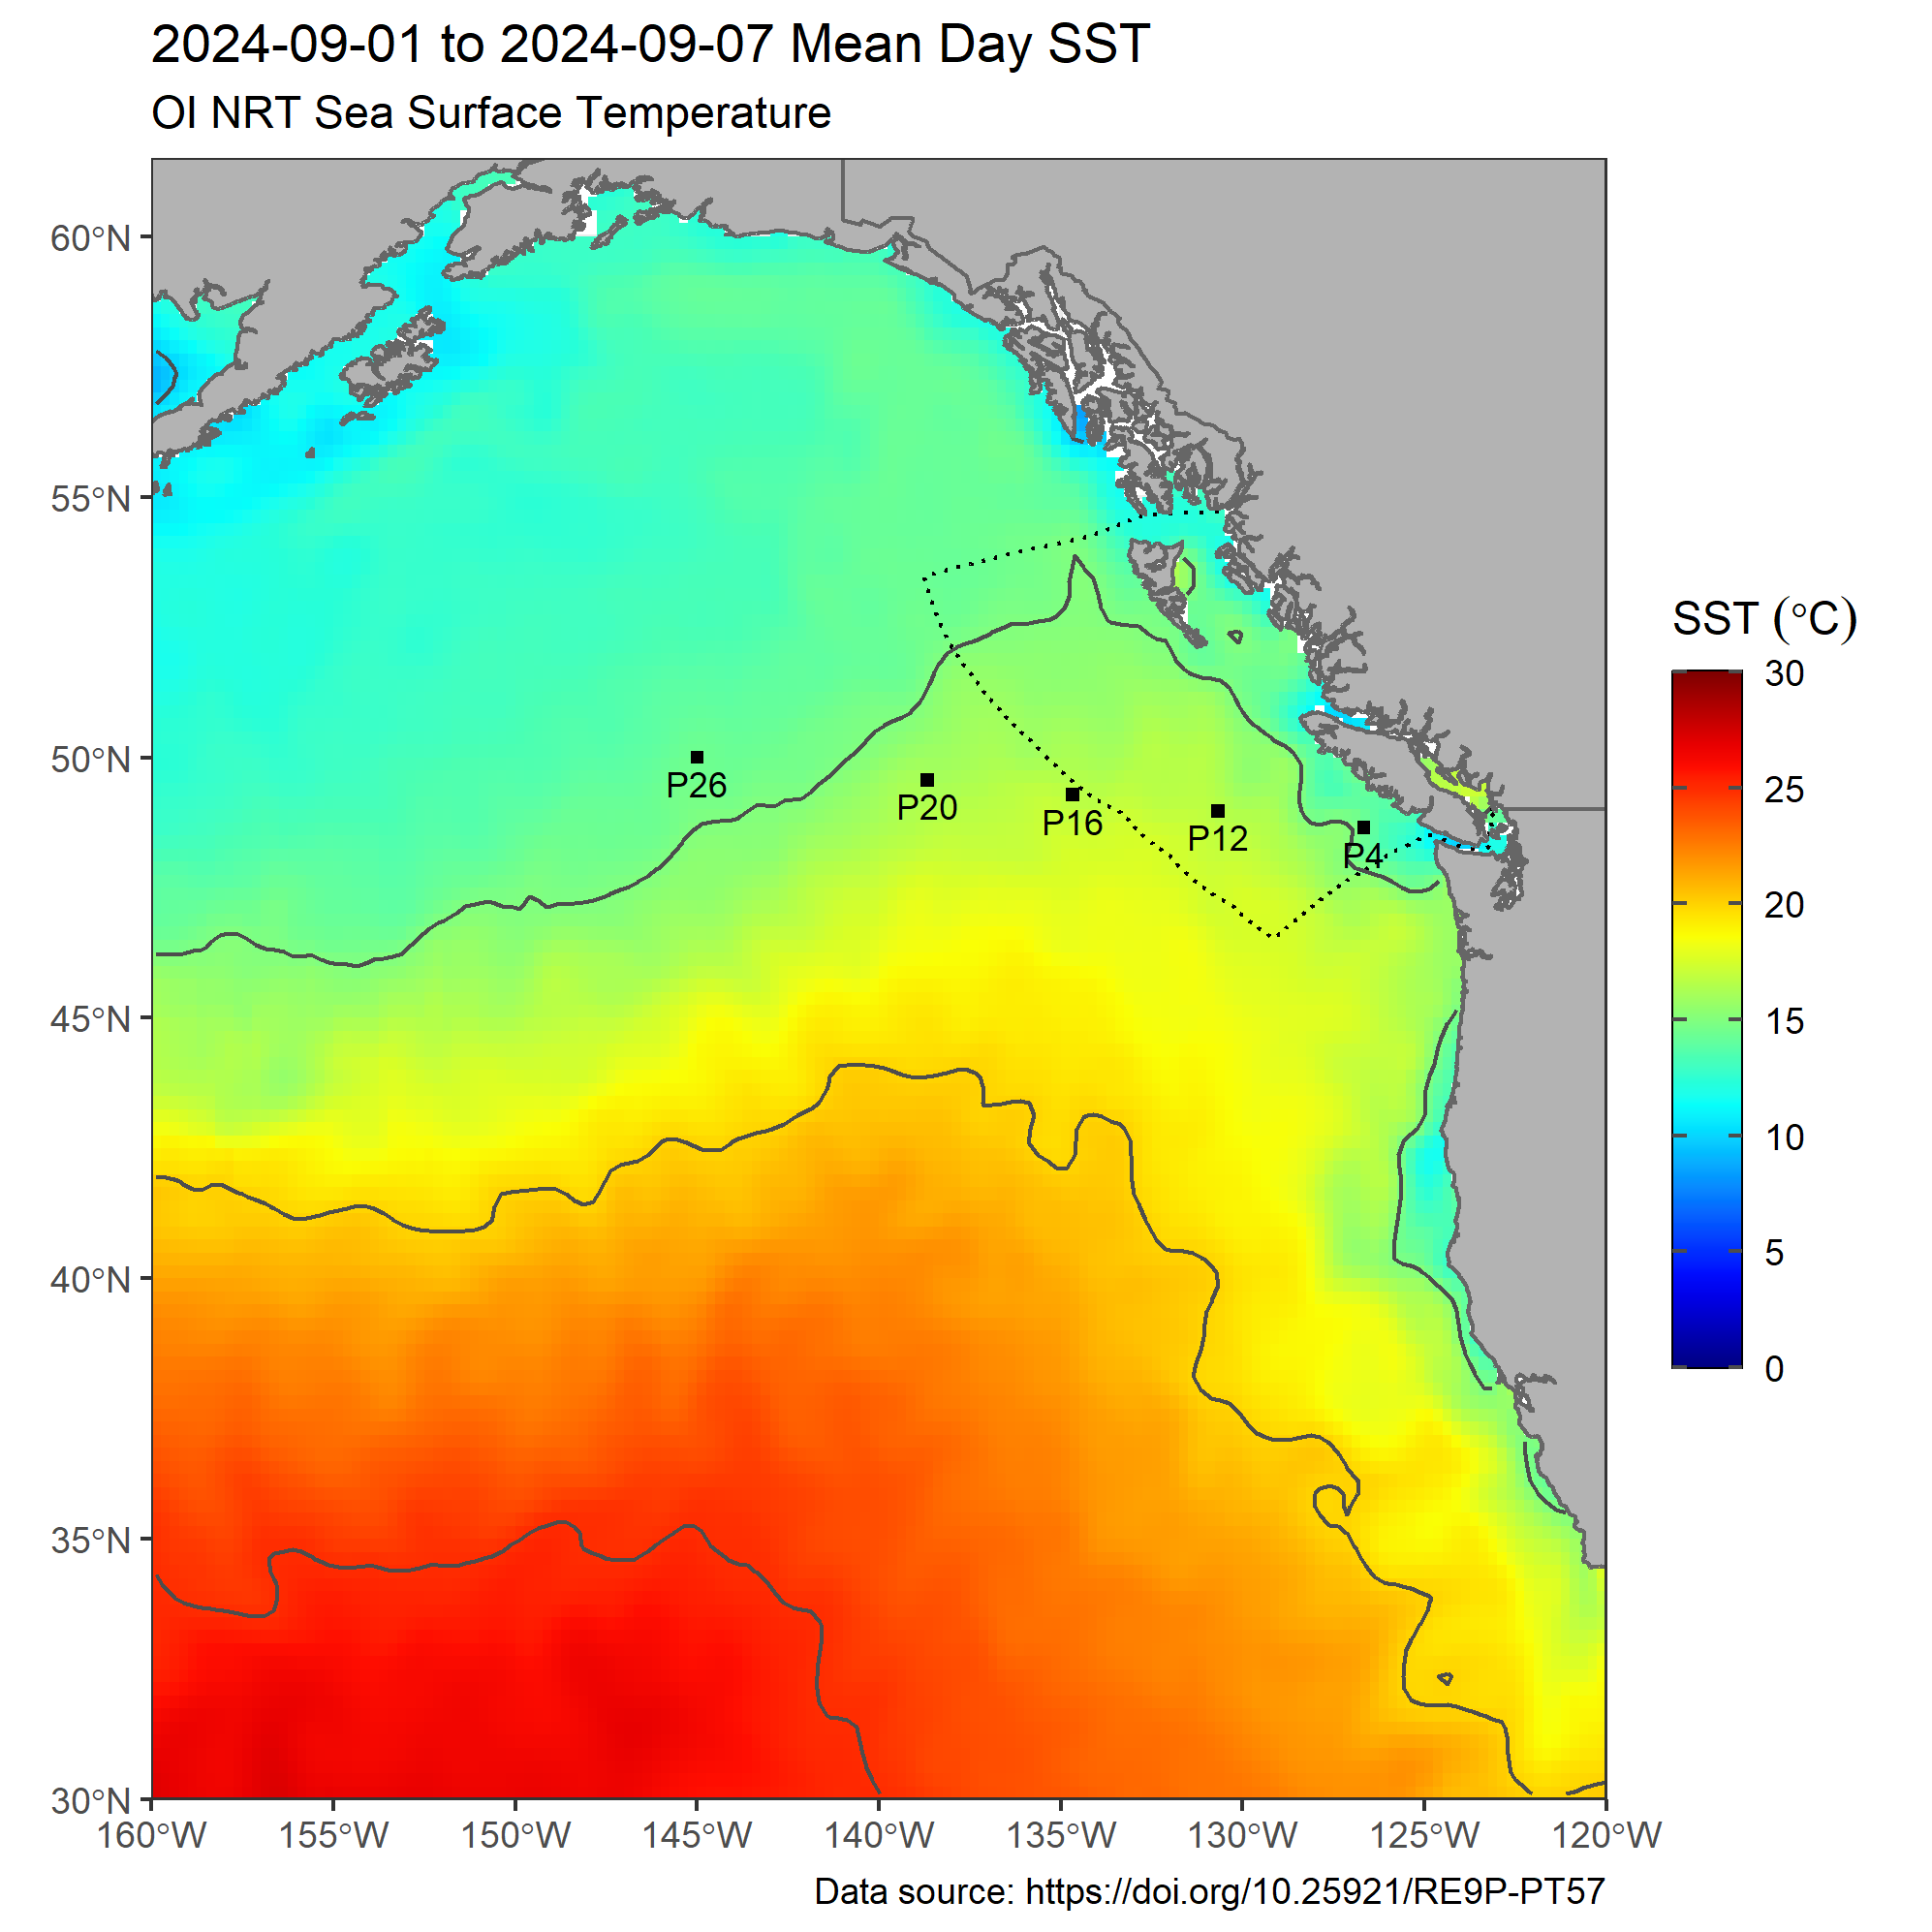 2024-09-01 to 2024-09-07 Mean Day SST
OI NRT Sea Surface Temperature
60°N
55°N
50°N
45°N
40°N
35°N
30°N
P26
P20
P16
P12
P4
160°W
155°W
150°W
145°W
140°W
135°W
130°W
125°W
120°W
SST (°C)
30
25
20
15
10
5
0
Data source: https://doi.org/10.25921/RE9P-PT57